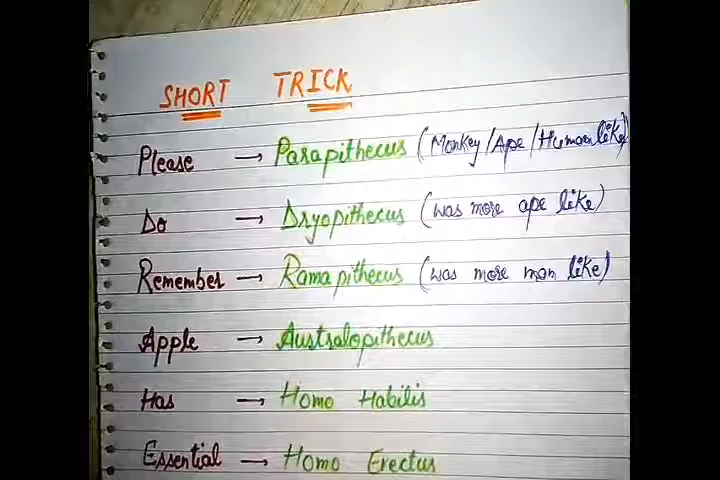 SHORT TRICK
Please → Parapithecus (Monkey/Ape/Human like)
Do → Dryopithecus (was more ape like)
Remember → Ramapithecus (was more man like)
Apple → Australopithecus
Has → Homo Habilis
Essential → Homo Erectus